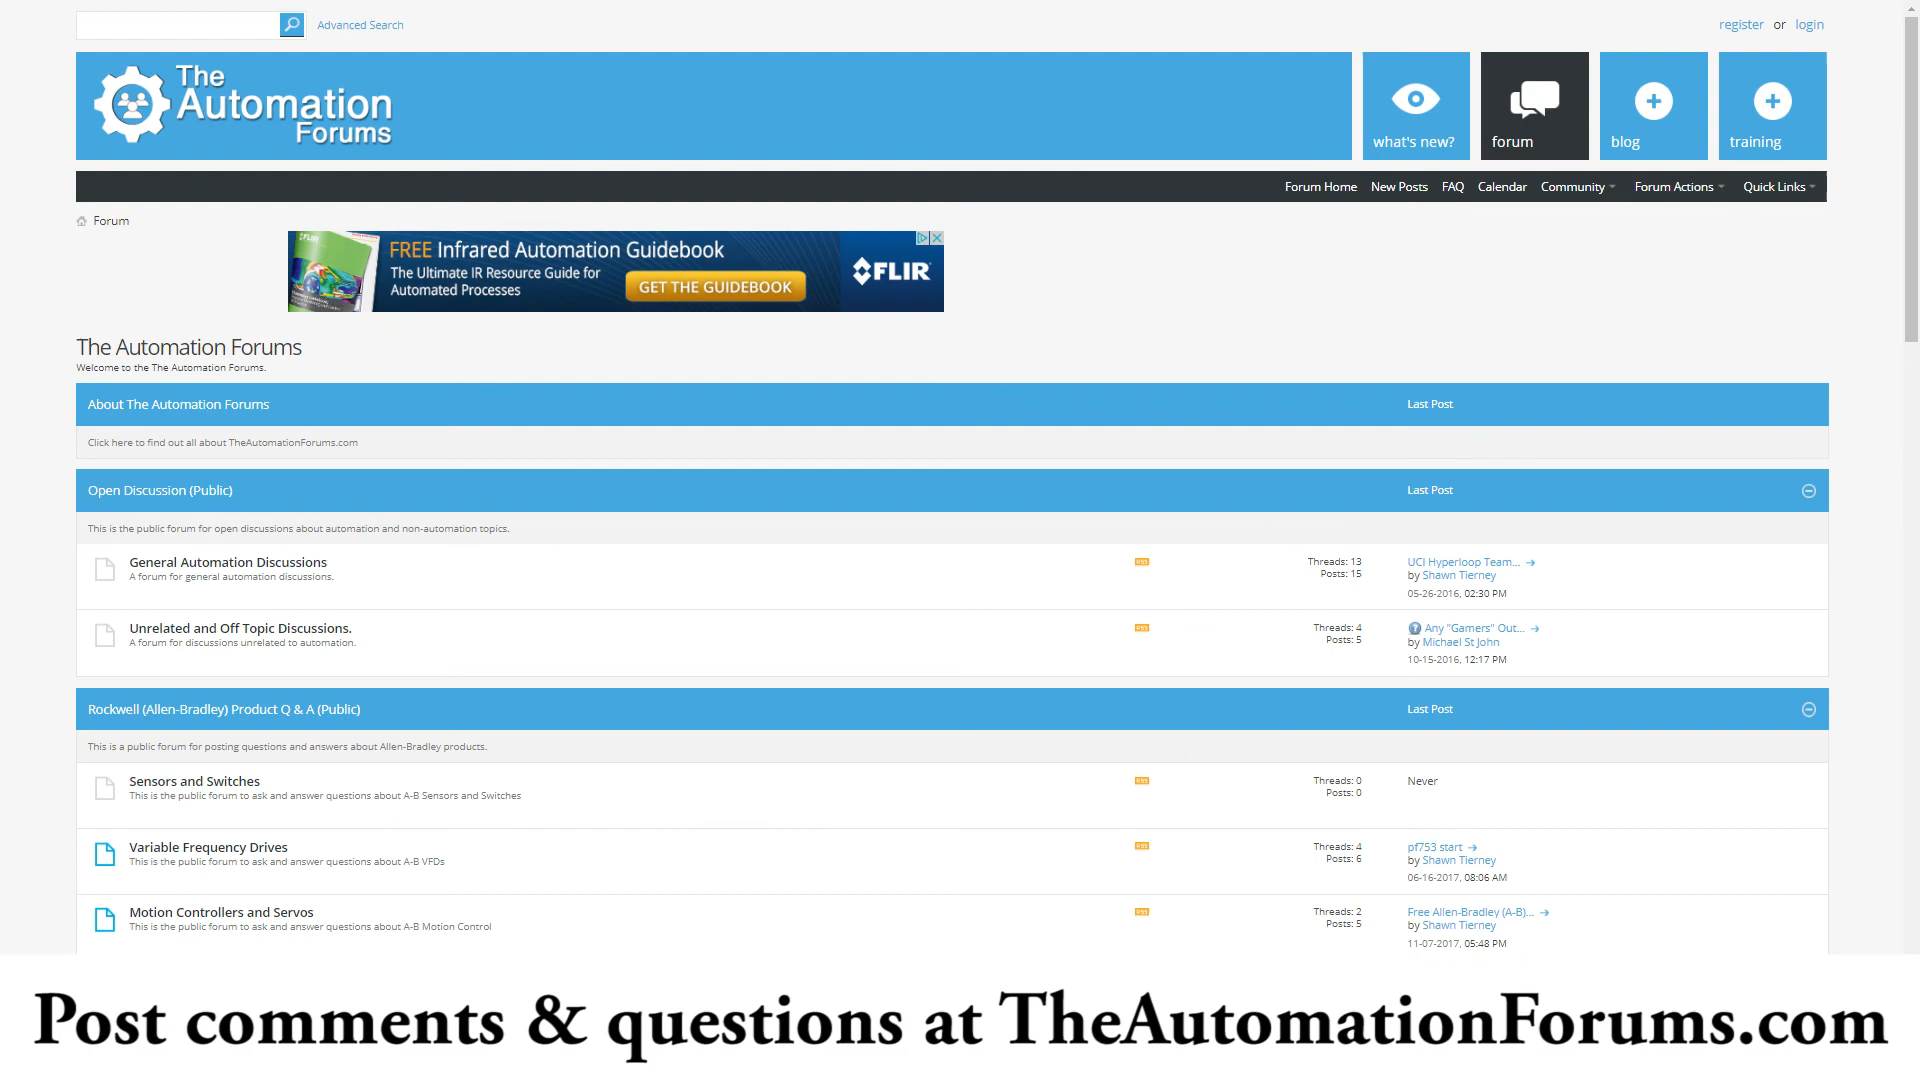 Advanced Search
register or login
The
Automation
Forums
what's new?
forum
blog
training
Forum Home New Posts FAQ Calendar Community Forum Actions Quick Links
Forum
FLIR
FREE Infrared Automation Guidebook
The Ultimate IR Resource Guide for
Automated Processes
GET THE GUIDEBOOK
FLIR
The Automation Forums
Welcome to the The Automation Forums.
About The Automation Forums Last Post
Click here to find out all about TheAutomationForums.com
Open Discussion (Public) Last Post
This is the public forum for open discussions about automation and non-automation topics.
General Automation Discussions
A forum for general automation discussions.
RSS
Threads: 13
Posts: 15
UCI Hyperloop Team...
by Shawn Tierney
05-26-2016, 02:30 PM
Unrelated and Off Topic Discussions.
A forum for discussions unrelated to automation.
RSS
Threads: 4
Posts: 5
Any "Gamers" Out...
by Michael St John
10-15-2016, 12:17 PM
Rockwell (Allen-Bradley) Product Q & A (Public) Last Post
This is a public forum for posting questions and answers about Allen-Bradley products.
Sensors and Switches
This is the public forum to ask and answer questions about A-B Sensors and Switches
RSS
Threads: 0
Posts: 0
Never
Variable Frequency Drives
This is the public forum to ask and answer questions about A-B VFDs
RSS
Threads: 4
Posts: 6
pf753 start
by Shawn Tierney
06-16-2017, 08:06 AM
Motion Controllers and Servos
This is the public forum to ask and answer questions about A-B Motion Control
RSS
Threads: 2
Posts: 5
Free Allen-Bradley (A-B)...
by Shawn Tierney
11-07-2017, 05:48 PM
Post comments & questions at TheAutomationForums.com